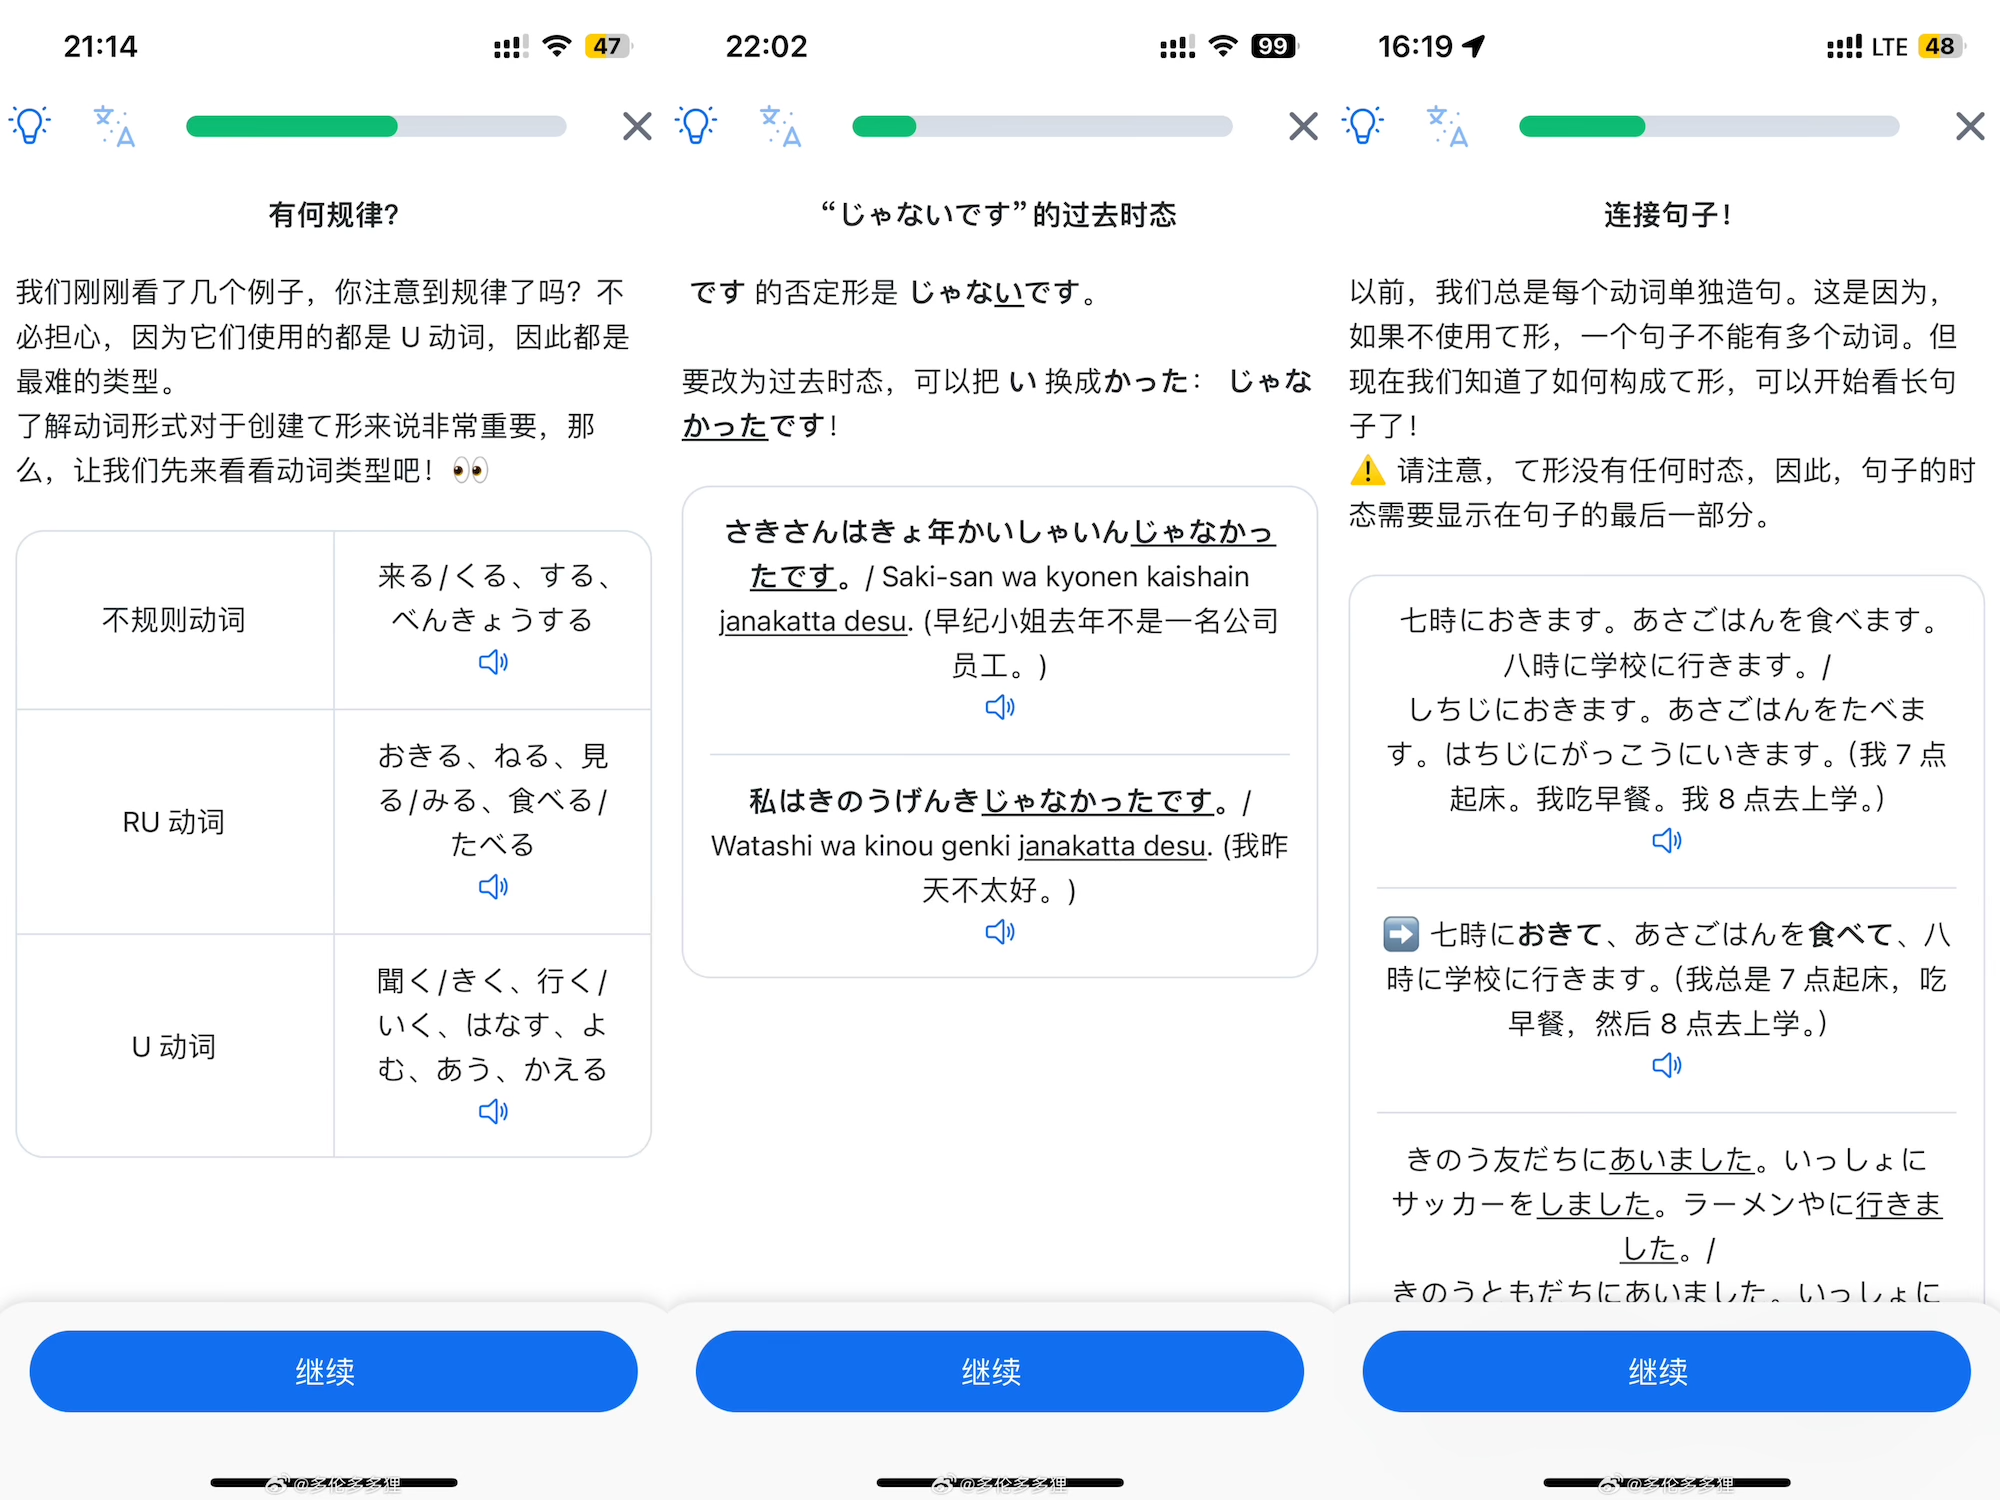 21:14
47
有何规律？
我们刚刚看了几个例子，你注意到规律了吗？不
必担心，因为它们使用的都是 U 动词，因此都是
最难的类型。
了解动词形式对于创建て形来说非常重要，那
么，让我们先来看看动词类型吧！👀
不规则动词
来る/くる、する、
べんきょうする
RU 动词
おきる、ねる、見
る/みる、食べる/
たべる
U 动词
聞く/きく、行く/
いく、はなす、よ
む、あう、かえる
继续
@多伦多多狸
22:02
99
“じゃないです”的过去时态
です 的否定形是 じゃないです。
要改为过去时态，可以把 い 换成かった： じゃな
かったです！
さきさんはきょ年かいしゃいんじゃなかっ
たです。/ Saki-san wa kyonen kaishain
janakatta desu. (早纪小姐去年不是一名公司
员工。)
私はきのうげんきじゃなかったです。/
Watashi wa kinou genki janakatta desu. (我昨
天不太好。)
继续
@多伦多多狸
16:19
LTE 48
连接句子！
以前，我们总是每个动词单独造句。这是因为，
如果不使用て形，一个句子不能有多个动词。但
现在我们知道了如何构成て形，可以开始看长句
子了！
⚠️ 请注意，て形没有任何时态，因此，句子的时
态需要显示在句子的最后一部分。
七時におきます。あさごはんを食べます。
八時に学校に行きます。/
しちじにおきます。あさごはんをたべま
す。はちじにがっこうにいきます。（我 7 点
起床。我吃早餐。我 8 点去上学。）
➡️ 七時におきて、あさごはんを食べて、八
時に学校に行きます。（我总是 7 点起床，吃
早餐，然后 8 点去上学。）
きのう友だちにあいました。いっしょに
サッカーをしました。ラーメンやに行きま
した。/
きのうともだちにあいました。いっしょに
继续
@多伦多多狸